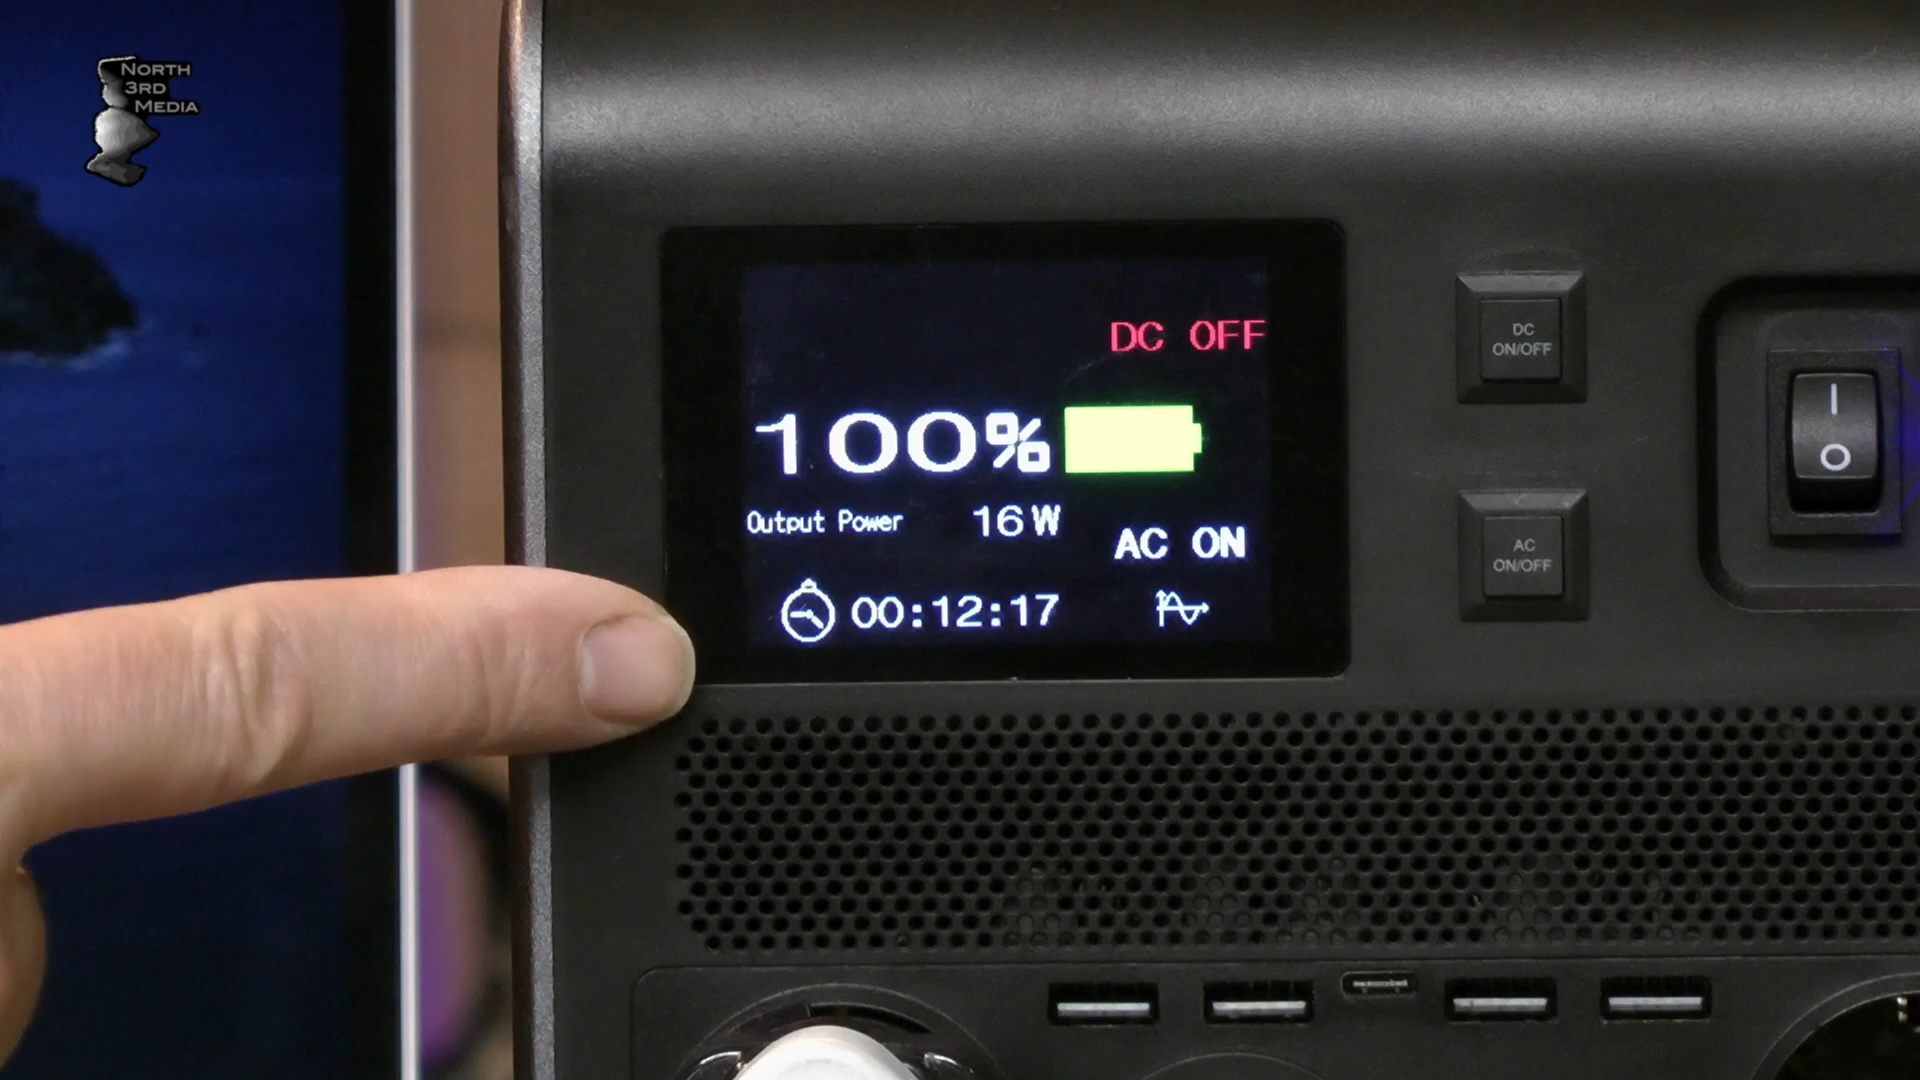 NORTH
3RD
MEDIA
DC OFF
100%
Output Power 16W
AC ON
00:12:17
DC
ON/OFF
AC
ON/OFF